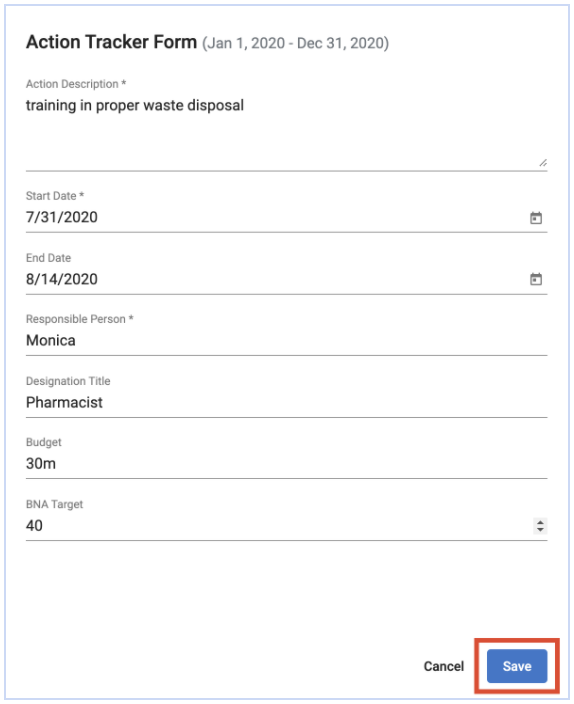 Action Tracker Form (Jan 1, 2020 - Dec 31, 2020)
Action Description *
training in proper waste disposal
Start Date *
7/31/2020
End Date
8/14/2020
Responsible Person *
Monica
Designation Title
Pharmacist
Budget
30m
BNA Target
40
Cancel Save